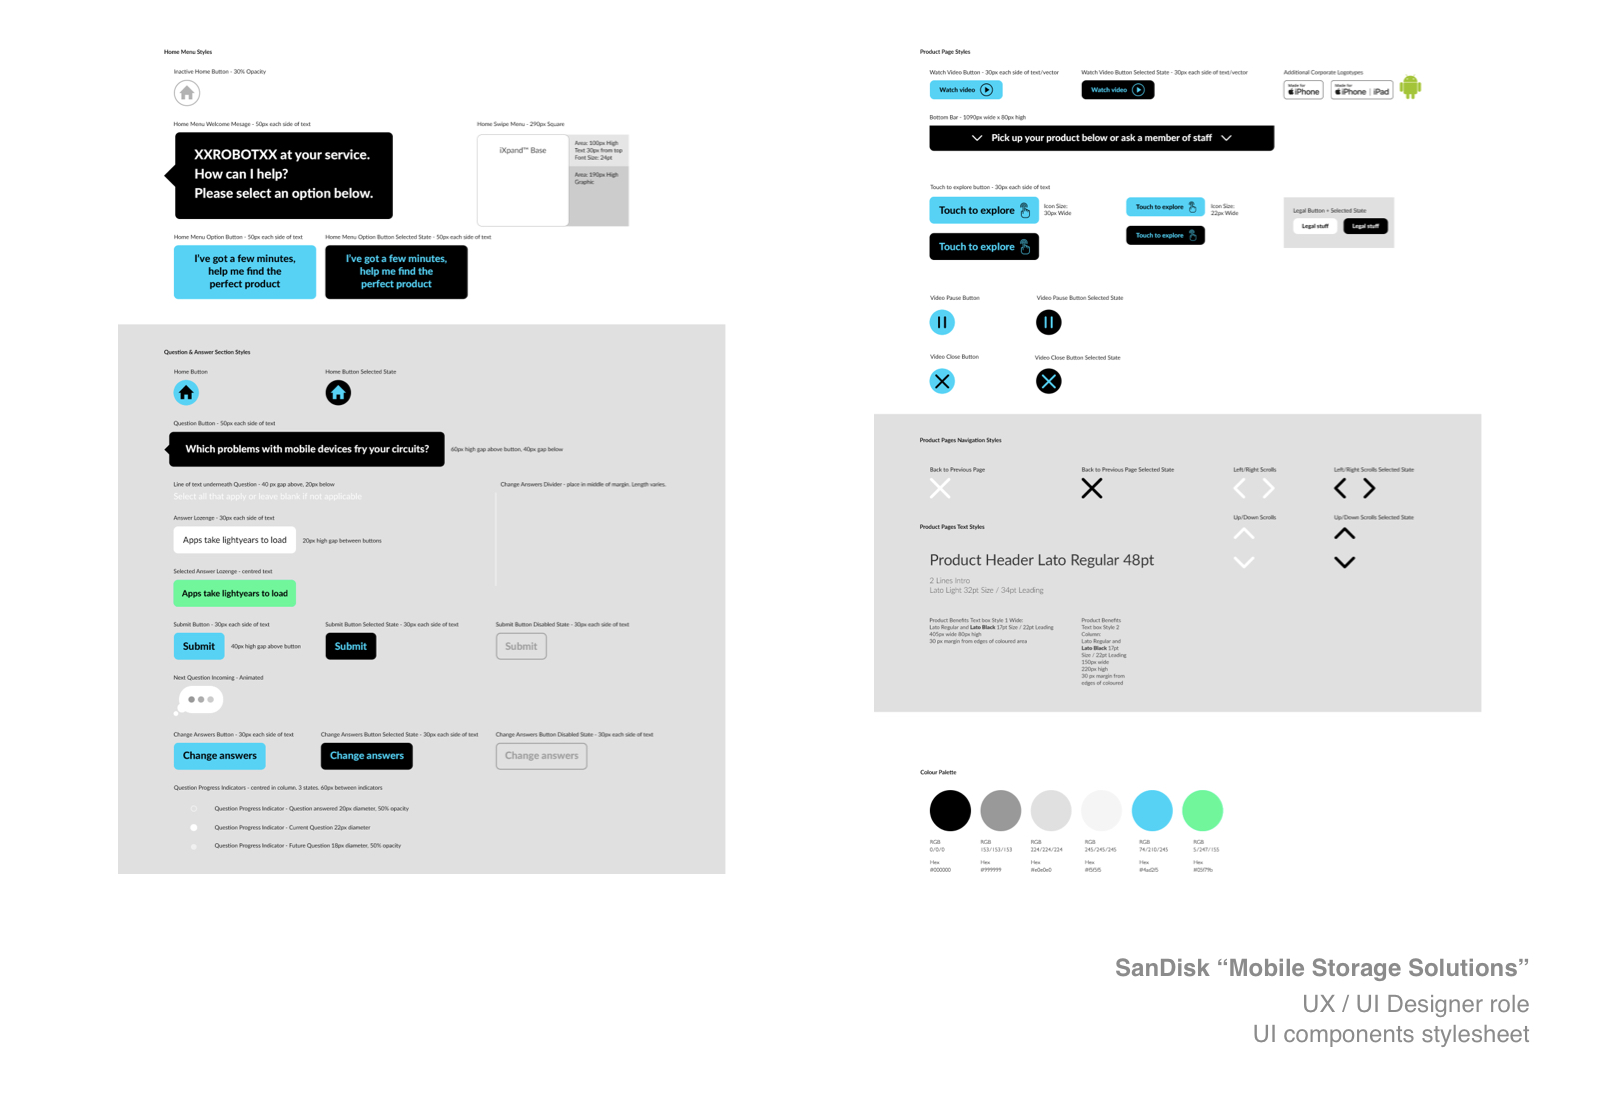 Home Menu Styles
Inactive Home Button - 30% Opacity
Home Menu Welcome Mesage - 50px each side of text
XXROBOTXX at your service.
How can I help?
Please select an option below.
Home Swipe Menu - 290px Square
iXpand™ Base
Area: 100px High
Text 30px from top
Font Size: 24pt
Area: 190px High
Graphic
Home Menu Option Button - 50px each side of text
I've got a few minutes,
help me find the
perfect product
Home Menu Option Button Selected State - 50px each side of text
I've got a few minutes,
help me find the
perfect product
Question & Answer Section Styles
Home Button
Home Button Selected State
Question Button - 50px each side of text
Which problems with mobile devices fry your circuits?
60px high gap above button, 40px gap below
Line of text underneath Question - 40 px gap above, 20px below
Select all that apply or leave blank if not applicable
Change Answers Divider - place in middle of margin. Length varies.
Answer Lozenge - 30px each side of text
Apps take lightyears to load
20px high gap between buttons
Selected Answer Lozenge - centred text
Apps take lightyears to load
Submit Button - 30px each side of text
Submit
40px high gap above button
Submit Button Selected State - 30px each side of text
Submit
Submit Button Disabled State - 30px each side of text
Submit
Next Question Incoming - Animated
Change Answers Button - 30px each side of text
Change answers
Change Answers Button Selected State - 30px each side of text
Change answers
Change Answers Button Disabled State - 30px each side of text
Change answers
Question Progress Indicators - centred in column, 3 states, 60px between indicators
Question Progress Indicator - Question answered 20px diameter, 50% opacity
Question Progress Indicator - Current Question 22px diameter
Question Progress Indicator - Future Question 18px diameter, 50% opacity
Product Page Styles
Watch Video Button - 30px each side of text/vector
Watch video
Watch Video Button Selected State - 30px each side of text/vector
Watch video
Additional Corporate Logotypes
Made for
iPhone
Made for
iPhone | iPad
Bottom Bar - 1090px wide x 80px high
Pick up your product below or ask a member of staff
Touch to explore button - 30px each side of text
Touch to explore
Icon Size:
30px Wide
Touch to explore
Touch to explore
Icon Size:
22px Wide
Touch to explore
Legal Button + Selected State
Legal stuff
Legal stuff
Video Pause Button
Video Pause Button Selected State
Video Close Button
Video Close Button Selected State
Product Pages Navigation Styles
Back to Previous Page
Back to Previous Page Selected State
Left/Right Scrolls
Left/Right Scrolls Selected State
Up/Down Scrolls
Up/Down Scrolls Selected State
Product Pages Text Styles
Product Header Lato Regular 48pt
2 Lines Intro
Lato Light 32pt Size / 34pt Leading
Product Benefits Text box Style 1 Wide:
Lato Regular and Lato Black 17pt Size / 22pt Leading
405px wide 80px high
30 px margin from edges of coloured area
Product Benefits
Text box Style 2
Column:
Lato Regular and
Lato Black 17pt
Size / 22pt Leading
150px wide
220px high
30 px margin from
edges of coloured
Colour Palette
RGB
0/0/0
Hex
#000000
RGB
153/153/153
Hex
#999999
RGB
224/224/224
Hex
#e0e0e0
RGB
245/245/245
Hex
#f5f5f5
RGB
74/210/245
Hex
#4ad2f5
RGB
5/247/155
Hex
#05f79b
SanDisk “Mobile Storage Solutions”
UX / UI Designer role
UI components stylesheet